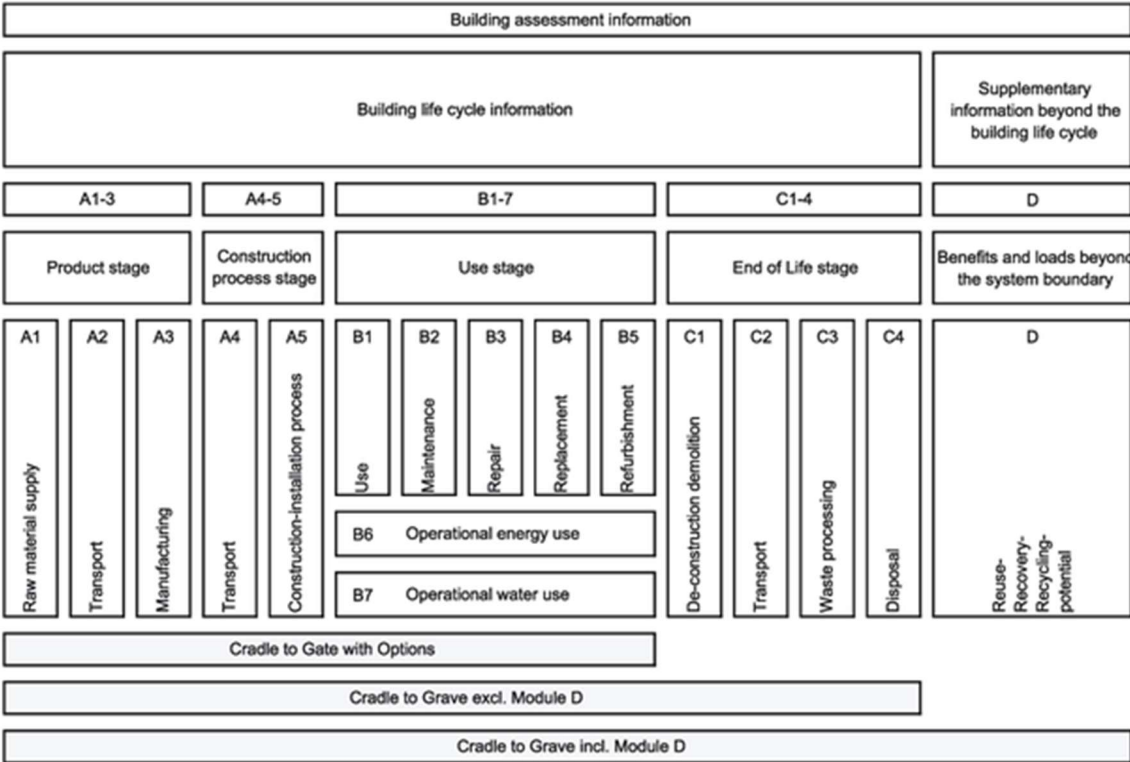 Building assessment information
Building life cycle information
Supplementary
information beyond the
building life cycle
A1-3
A4-5
B1-7
C1-4
D
Product stage
Construction
process stage
Use stage
End of Life stage
Benefits and loads beyond
the system boundary
A1
Raw material supply
A2
Transport
A3
Manufacturing
A4
Transport
A5
Construction-installation process
B1
Use
B2
Maintenance
B3
Repair
B4
Replacement
B5
Refurbishment
B6 Operational energy use
B7 Operational water use
C1
De-construction demolition
C2
Transport
C3
Waste processing
C4
Disposal
D
Reuse-
Recovery-
Recycling-
potential
Cradle to Gate with Options
Cradle to Grave excl. Module D
Cradle to Grave incl. Module D